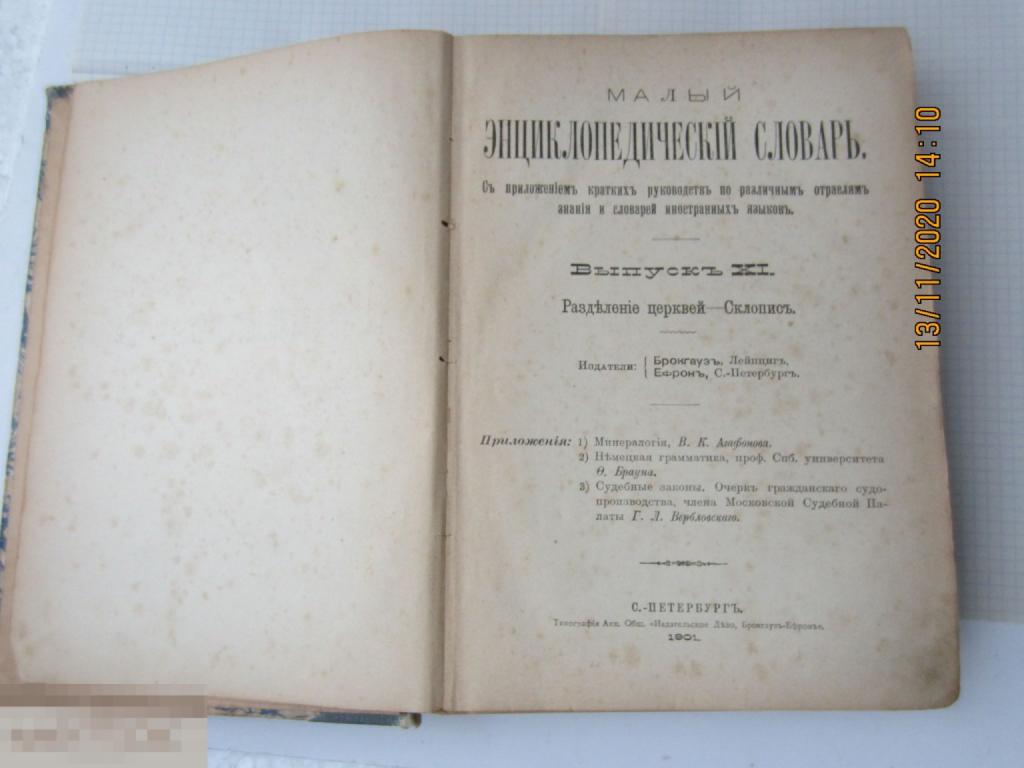 МАЛЫЙ
ЭНЦИКЛОПЕДИЧЕСКІЙ СЛОВАРЬ.
Съ приложеніемъ краткихъ руководствъ по различнымъ отраслямъ
знанія и словарей иностранныхъ языковъ.
Выпускъ XI.
Раздѣленіе церквей—Склописъ.
Издатели: { Брокгаузъ, Лейпцигъ.
Ефронъ, С.-Петербургъ.
Приложенія: 1) Минералогія, В. К. Агафонова.
2) Нѣмецкая грамматика, проф. Спб. университета
Ѳ. Брауна.
3) Судебные законы. Очеркъ гражданскаго судо-
производства, члена Московской Судебной Па-
латы Г. Л. Вербловскаго.
С.-ПЕТЕРБУРГЪ.
Типографія Акц. Общ. «Издательское Дѣло, Брокгаузъ-Ефронъ».
1901.
13/11/2020 14:10